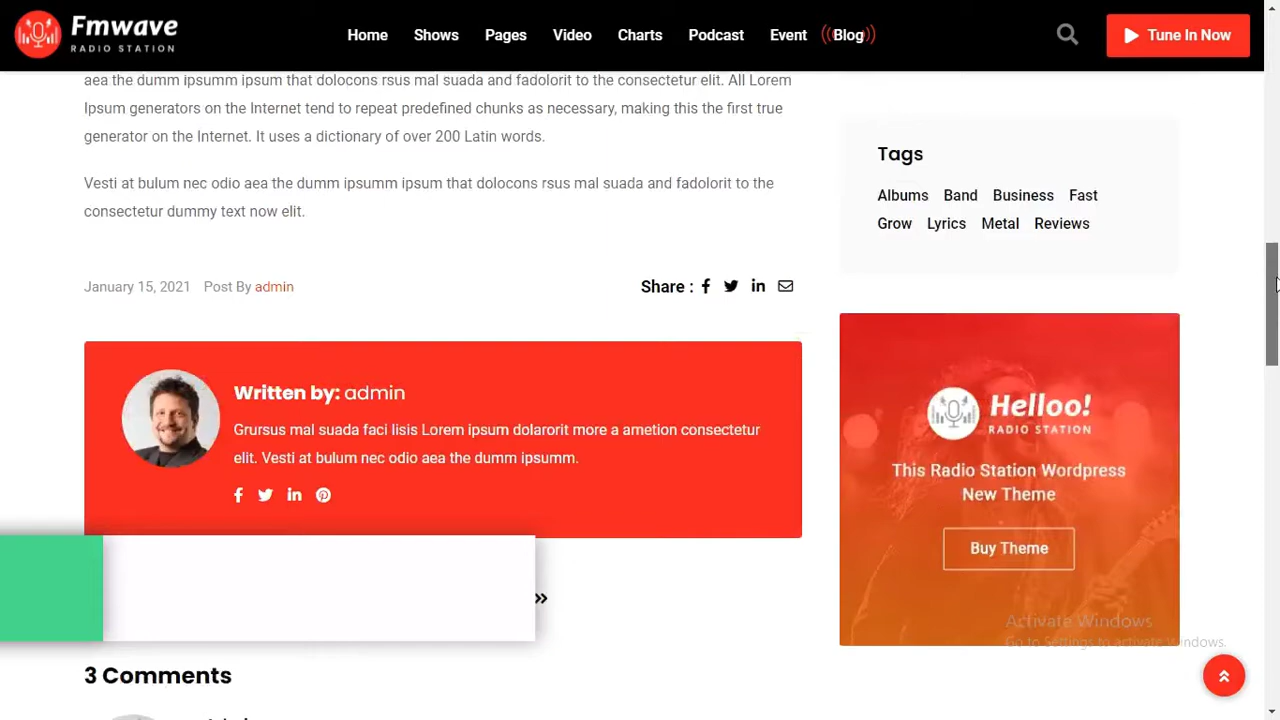 Fmwave
RADIO STATION
Home Shows Pages Video Charts Podcast Event Blog
Tune In Now
aea the dumm ipsumm ipsum that dolocons rsus mal suada and fadolorit to the consectetur elit. All Lorem
Ipsum generators on the Internet tend to repeat predefined chunks as necessary, making this the first true
generator on the Internet. It uses a dictionary of over 200 Latin words.
Vesti at bulum nec odio aea the dumm ipsumm ipsum that dolocons rsus mal suada and fadolorit to the
consectetur dummy text now elit.
January 15, 2021 Post By admin
Share :
Written by: admin
Grursus mal suada faci lisis Lorem ipsum dolarorit more a ametion consectetur
elit. Vesti at bulum nec odio aea the dumm ipsumm.
3 Comments
Tags
Albums Band Business Fast
Grow Lyrics Metal Reviews
Helloo!
RADIO STATION
This Radio Station Wordpress
New Theme
Buy Theme
Activate Windows
Go to Settings to activate Windows.